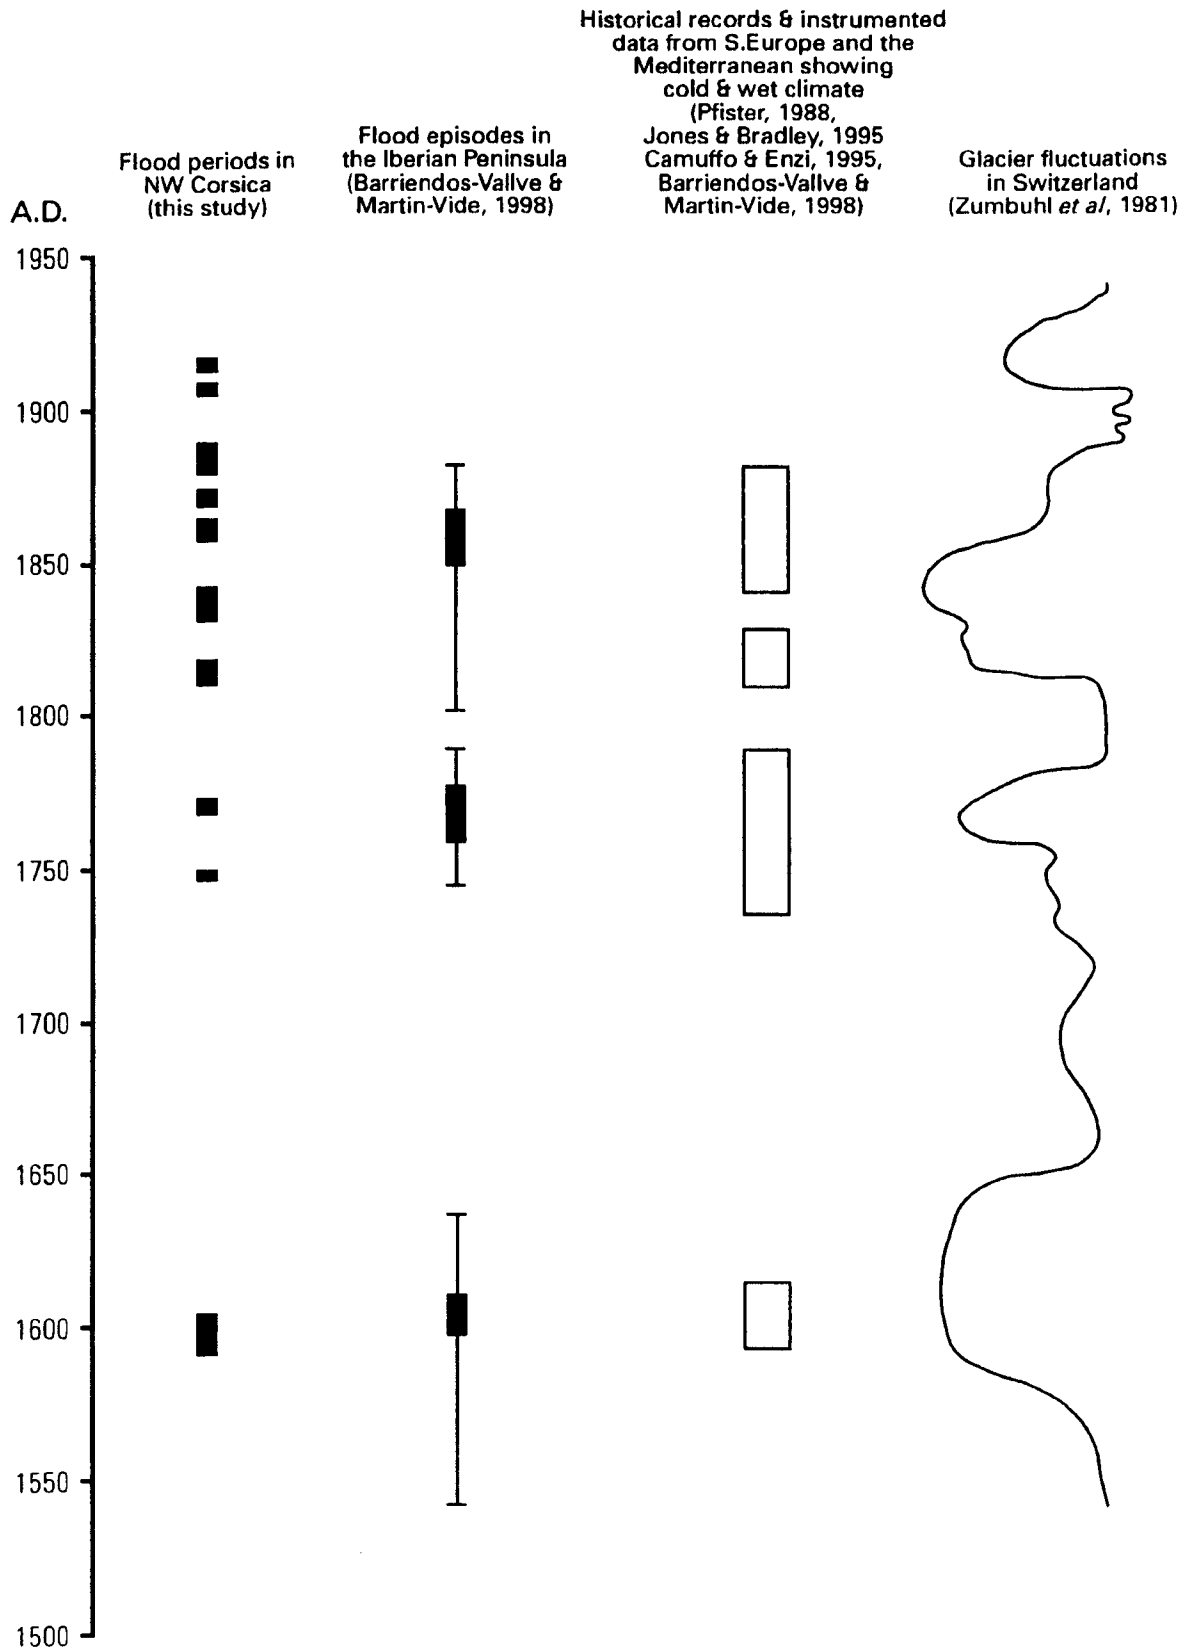 Historical records & instrumented
data from S.Europe and the
Mediterranean showing
cold & wet climate
(Pfister, 1988,
Jones & Bradley, 1995
Camuffo & Enzi, 1995,
Barriendos-Vallve &
Martin-Vide, 1998)
Flood episodes in
the Iberian Peninsula
(Barriendos-Vallve &
Martin-Vide, 1998)
Flood periods in
NW Corsica
(this study)
Glacier fluctuations
in Switzerland
(Zumbuhl et al, 1981)
A.D.
1950
1900
1850
1800
1750
1700
1650
1600
1550
1500